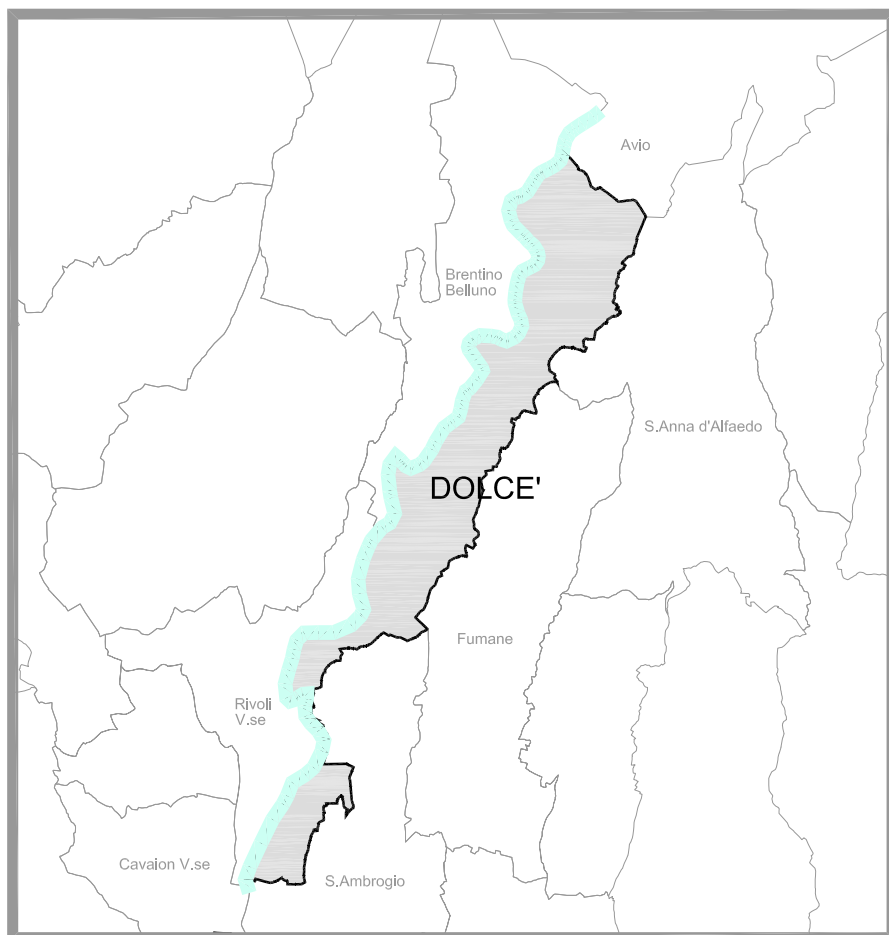 Avio
Brentino
Belluno
S.Anna d'Alfaedo
DOLCE'
Fumane
Rivoli
V.se
Cavaion V.se
S.Ambrogio